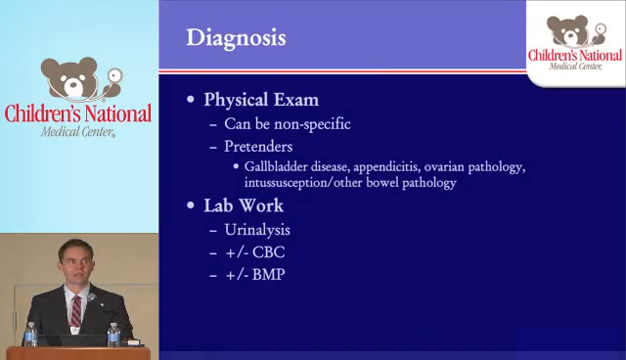 Diagnosis
Children's National
Medical Center®
Children's National
Medical Center.
• Physical Exam
– Can be non-specific
– Pretenders
• Gallbladder disease, appendicitis, ovarian pathology,
intussusception/other bowel pathology
• Lab Work
– Urinalysis
– +/- CBC
– +/- BMP